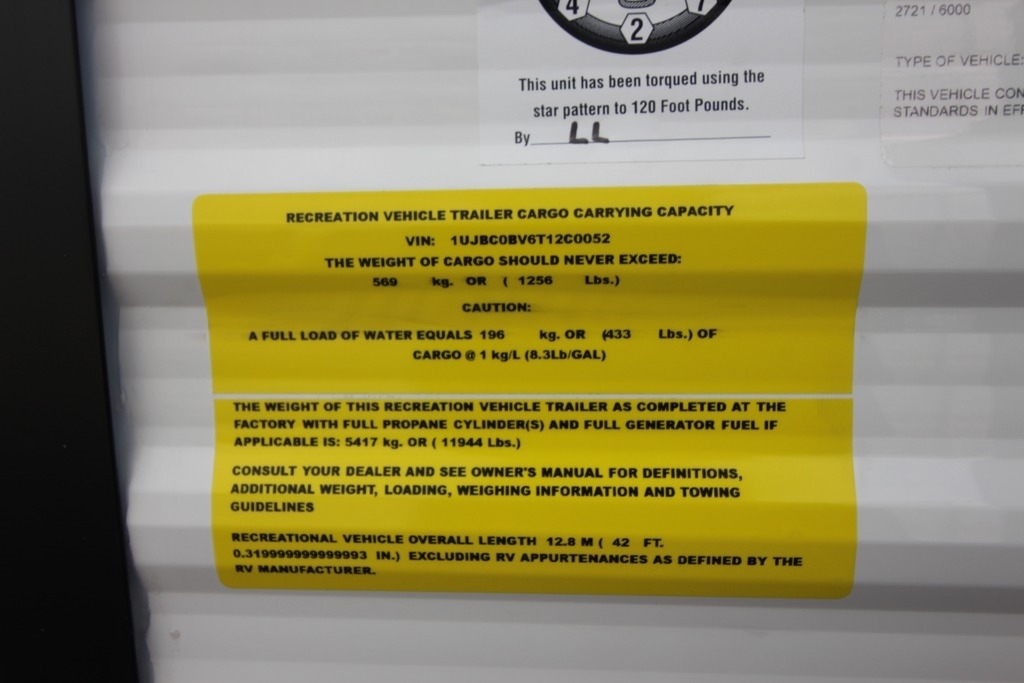 4 2 7
2721 / 6000
This unit has been torqued using the
star pattern to 120 Foot Pounds.
By LL
TYPE OF VEHICLE:
THIS VEHICLE CON
STANDARDS IN EFF
RECREATION VEHICLE TRAILER CARGO CARRYING CAPACITY
VIN: 1UJBC0BV6T12C0052
THE WEIGHT OF CARGO SHOULD NEVER EXCEED:
569 kg. OR ( 1256 Lbs.)
CAUTION:
A FULL LOAD OF WATER EQUALS 196 kg. OR (433 Lbs.) OF
CARGO @ 1 kg/L (8.3Lb/GAL)
THE WEIGHT OF THIS RECREATION VEHICLE TRAILER AS COMPLETED AT THE
FACTORY WITH FULL PROPANE CYLINDER(S) AND FULL GENERATOR FUEL IF
APPLICABLE IS: 5417 kg. OR ( 11944 Lbs.)
CONSULT YOUR DEALER AND SEE OWNER'S MANUAL FOR DEFINITIONS,
ADDITIONAL WEIGHT, LOADING, WEIGHING INFORMATION AND TOWING
GUIDELINES
RECREATIONAL VEHICLE OVERALL LENGTH 12.8 M ( 42 FT.
0.319999999999993 IN.) EXCLUDING RV APPURTENANCES AS DEFINED BY THE
RV MANUFACTURER.